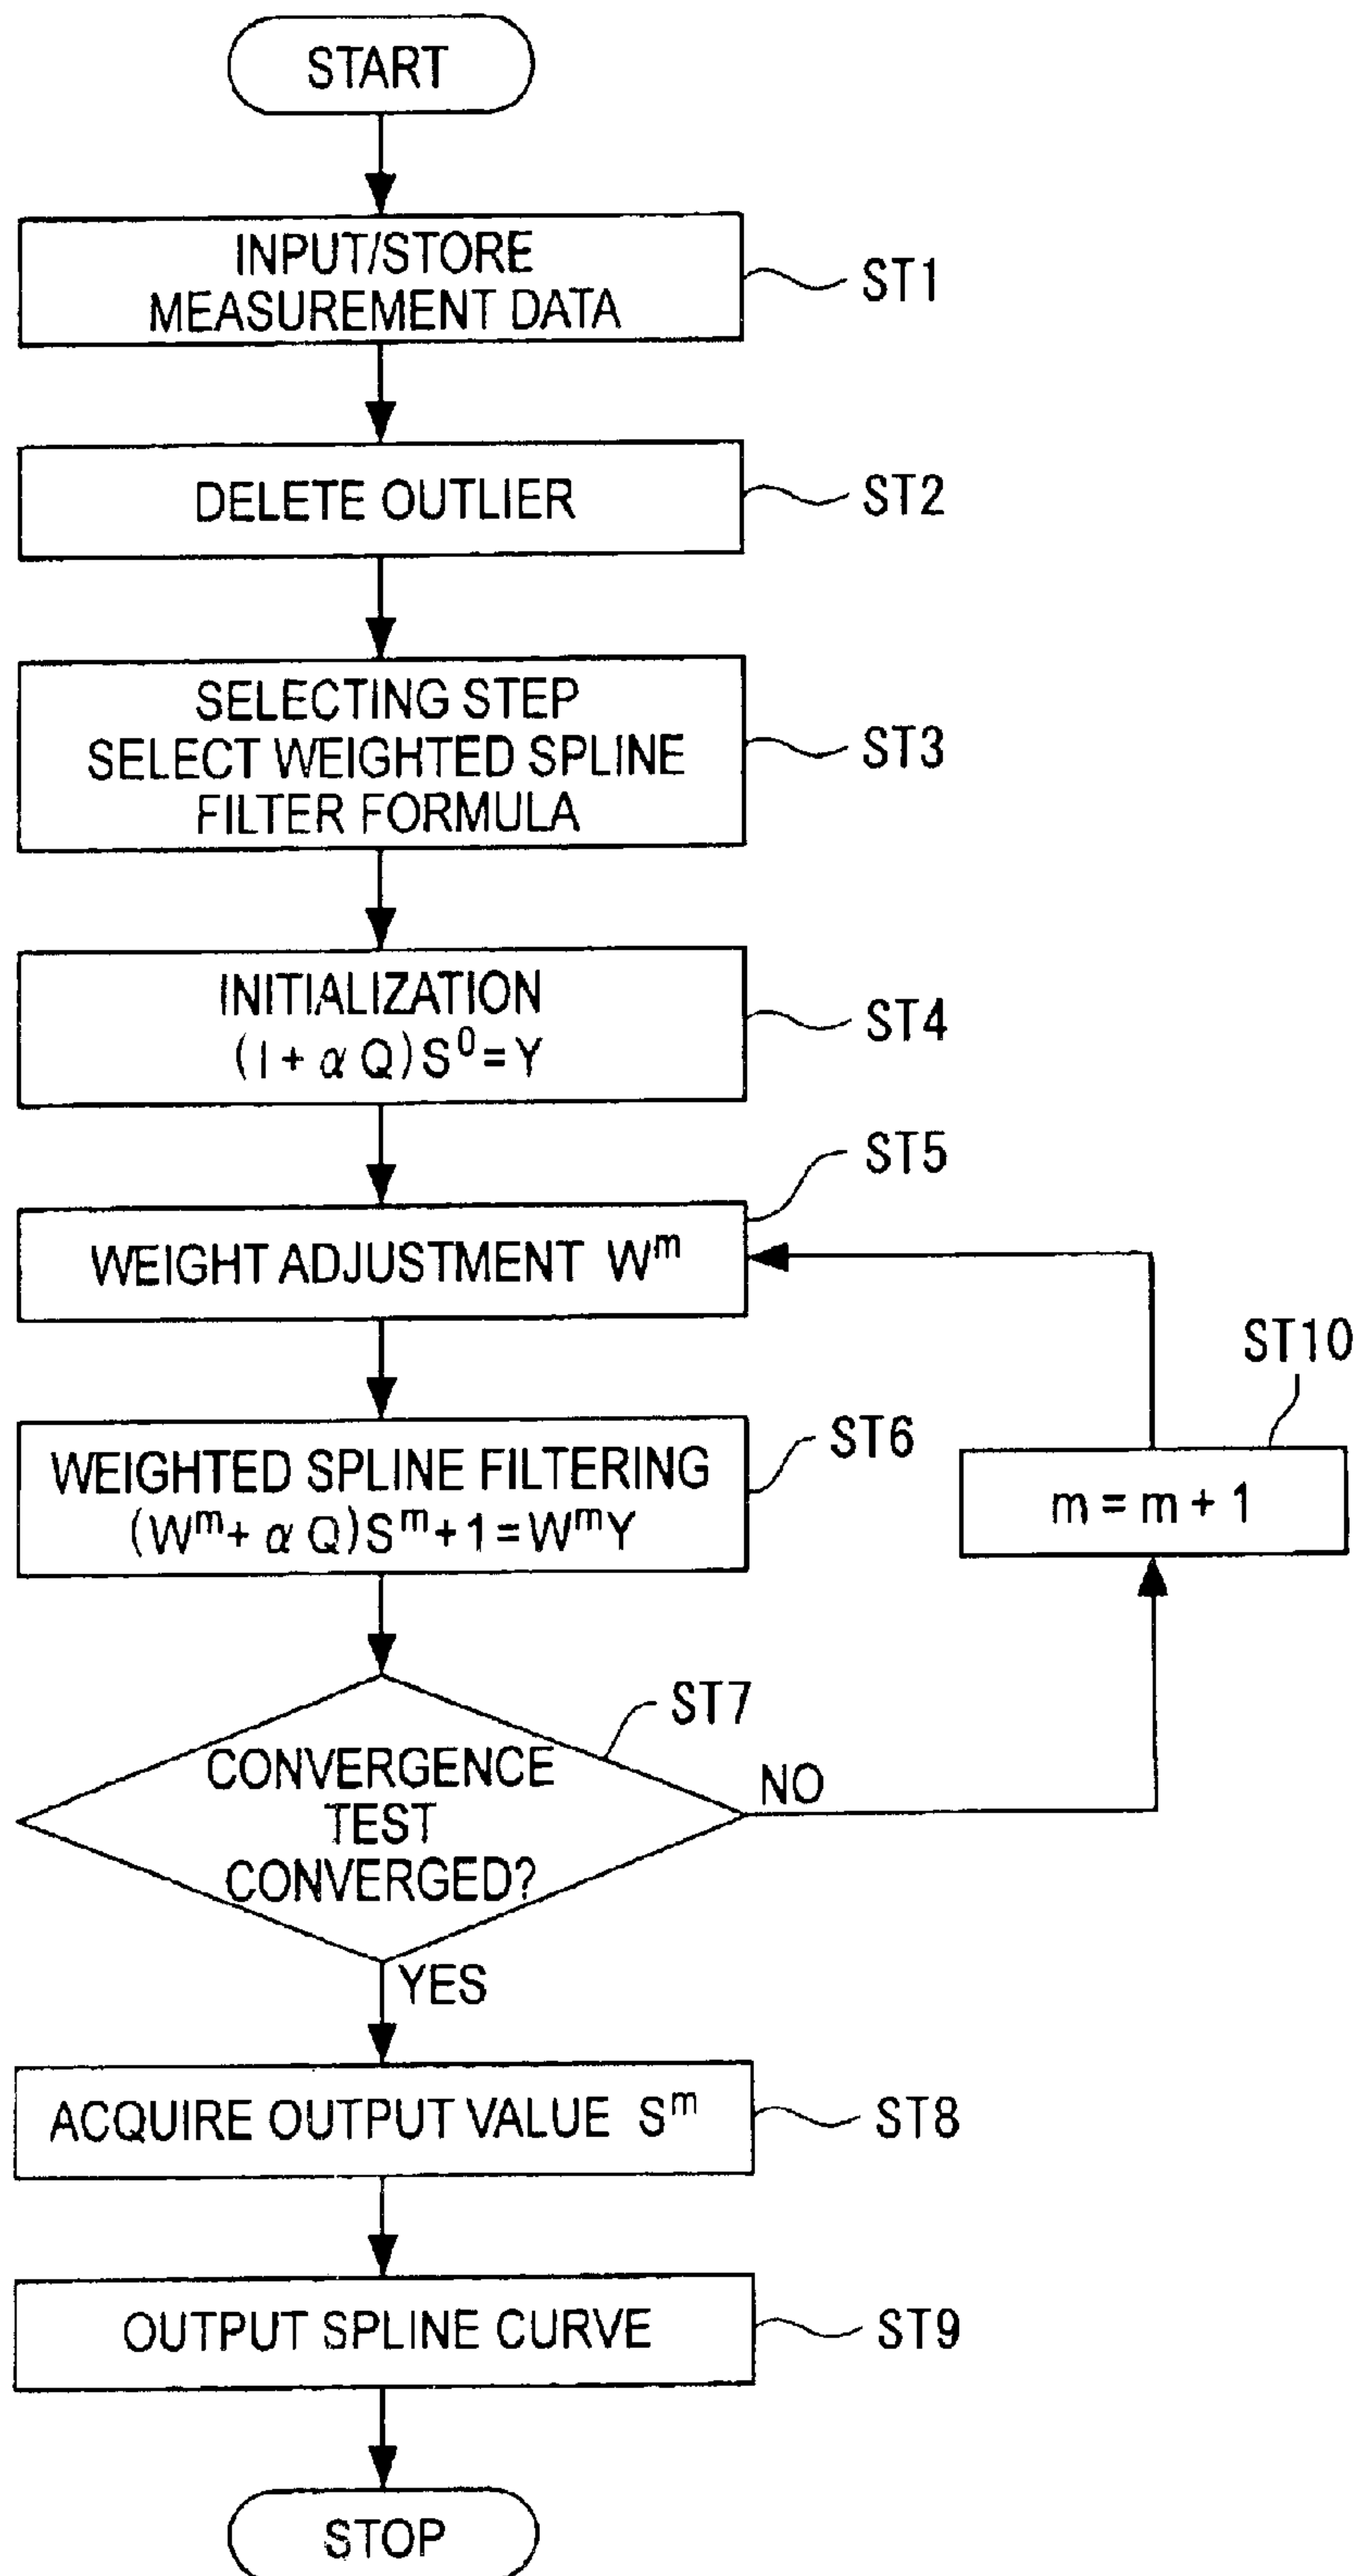 START
INPUT/STORE
MEASUREMENT DATA
ST1
DELETE OUTLIER
ST2
SELECTING STEP
SELECT WEIGHTED SPLINE
FILTER FORMULA
ST3
INITIALIZATION
(I + α Q) S⁰ = Y
ST4
ST5
WEIGHT ADJUSTMENT Wᵐ
ST10
m = m + 1
ST6
WEIGHTED SPLINE FILTERING
(Wᵐ + α Q) Sᵐ + 1 = WᵐY
ST7
CONVERGENCE
TEST
CONVERGED?
NO
YES
ACQUIRE OUTPUT VALUE Sᵐ
ST8
OUTPUT SPLINE CURVE
ST9
STOP